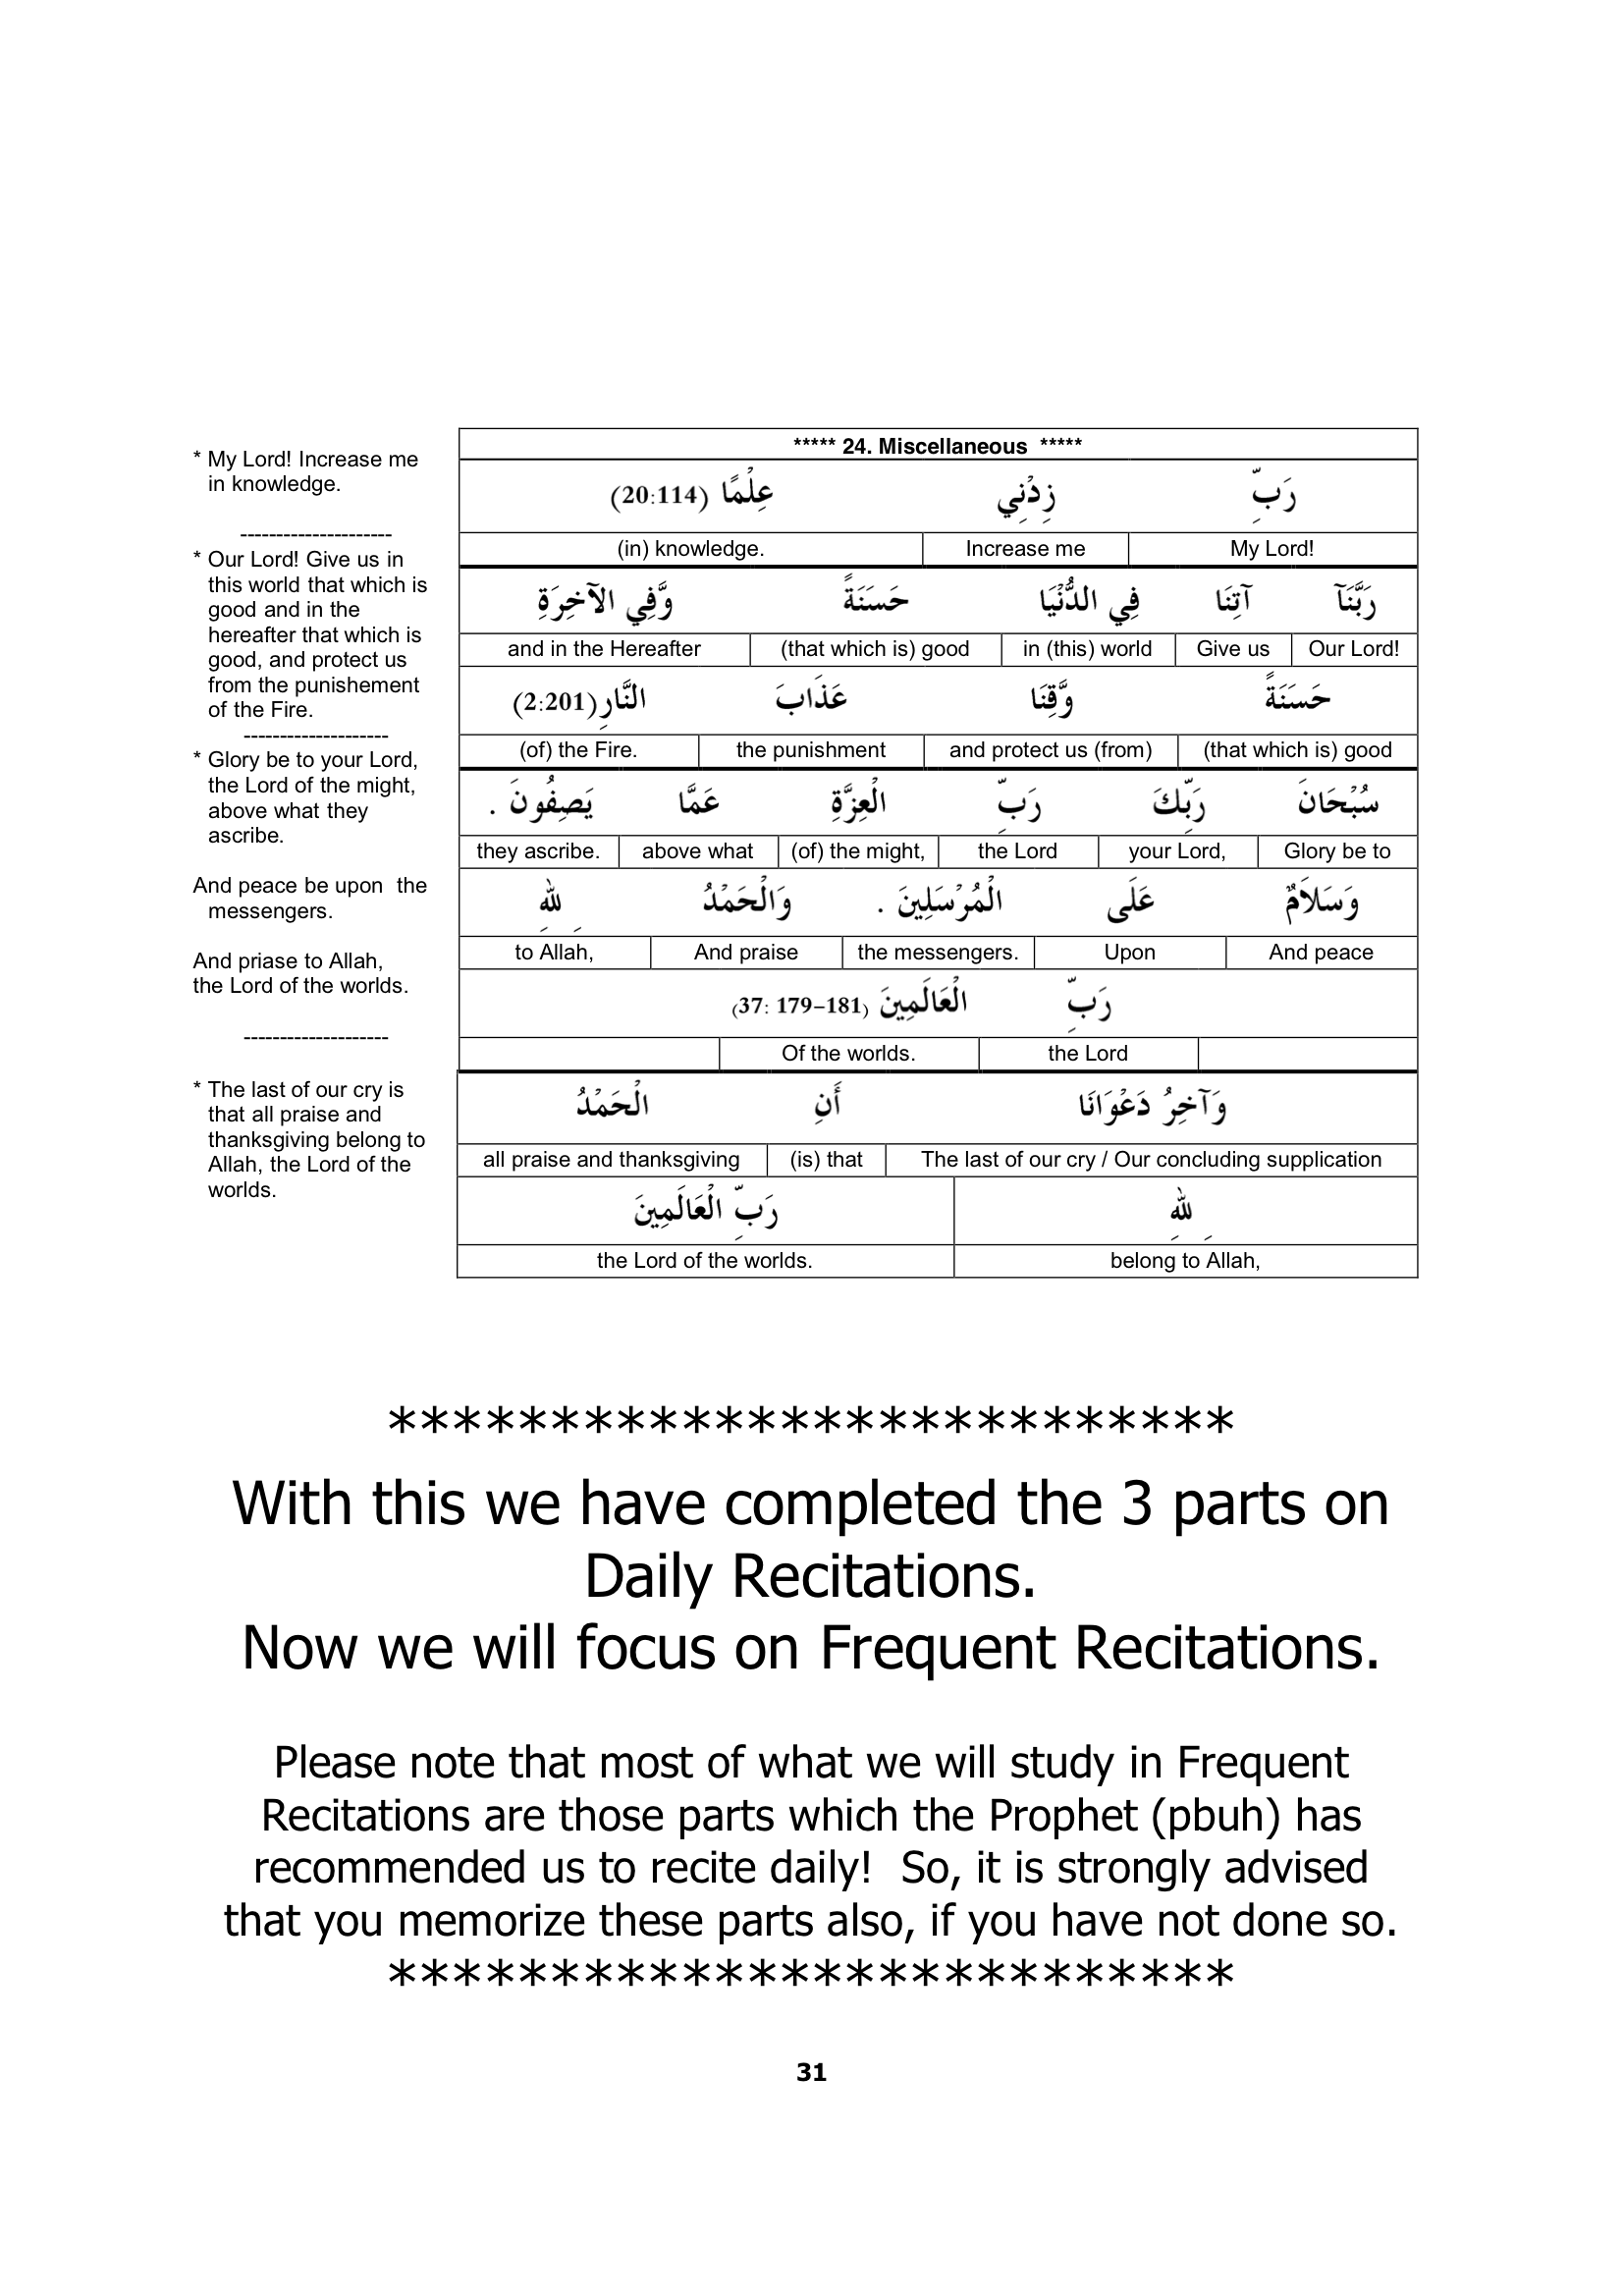 * My Lord! Increase me
in knowledge.
---------------------
* Our Lord! Give us in
this world that which is
good and in the
hereafter that which is
good, and protect us
from the punishement
of the Fire.
--------------------
* Glory be to your Lord,
the Lord of the might,
above what they
ascribe.
And peace be upon  the
messengers.
And priase to Allah,
the Lord of the worlds.
--------------------
* The last of our cry is
that all praise and
thanksgiving belong to
Allah, the Lord of the
worlds.
***** 24. Miscellaneous  *****
رَبِّ زِدْنِي عِلْمًا (20:114)
My Lord! Increase me (in) knowledge.
رَبَّنَآ آتِنَا فِي الدُّنْيَا حَسَنَةً وَّفِي الآخِرَةِ
Our Lord! Give us in (this) world (that which is) good and in the Hereafter
حَسَنَةً وَّقِنَا عَذَابَ النَّارِ(2:201)
(that which is) good and protect us (from) the punishment (of) the Fire.
سُبْحَانَ رَبِّكَ رَبِّ الْعِزَّةِ عَمَّا يَصِفُونَ .
Glory be to your Lord, the Lord (of) the might, above what they ascribe.
وَسَلاَمٌ عَلَى الْمُرْسَلِينَ . وَالْحَمْدُ لِلّٰهِ
And peace Upon the messengers. And praise to Allah,
رَبِّ الْعَالَمِينَ (37: 179-181)
the Lord Of the worlds.
وَآخِرُ دَعْوَانَا أَنِ الْحَمْدُ
The last of our cry / Our concluding supplication (is) that all praise and thanksgiving
لِلّٰهِ رَبِّ الْعَالَمِينَ
belong to Allah, the Lord of the worlds.
**************************
With this we have completed the 3 parts on
Daily Recitations.
Now we will focus on Frequent Recitations.
Please note that most of what we will study in Frequent
Recitations are those parts which the Prophet (pbuh) has
recommended us to recite daily!  So, it is strongly advised
that you memorize these parts also, if you have not done so.
**************************
31